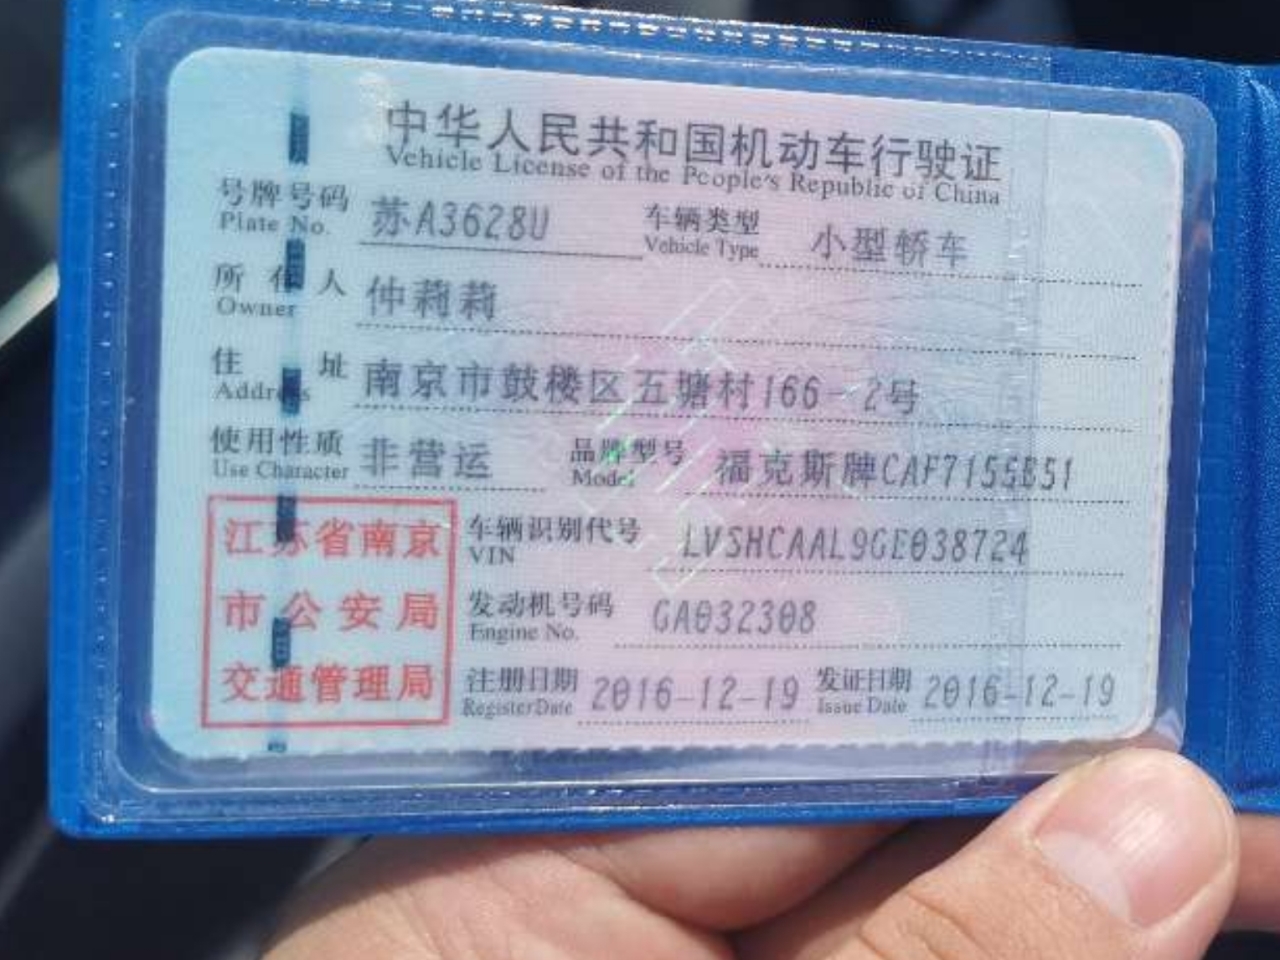 中华人民共和国机动车行驶证
Vehicle License of the People's Republic of China
号牌号码 苏A3628U 车辆类型 小型轿车
Plate No. Vehicle Type
所有人 仲莉莉
Owner
住址 南京市鼓楼区五塘村166-2号
Address
使用性质 非营运 品牌型号 福克斯牌CAF7155B51
Use Character Model
江苏省南京
市公安局
交通管理局
车辆识别代号 LVSHCAAL9GE038724
VIN
发动机号码 GA032308
Engine No.
注册日期 2016-12-19 发证日期 2016-12-19
Register Date Issue Date